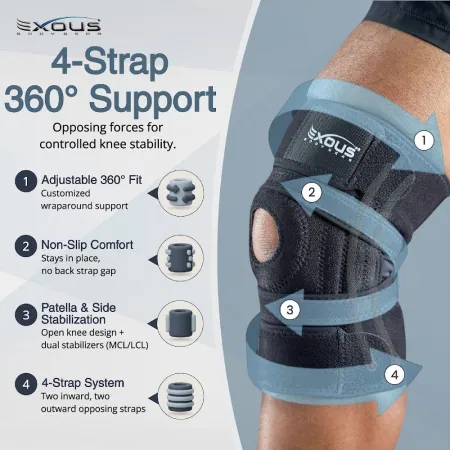 EXOUS
BODYGEAR
4-Strap
360° Support
Opposing forces for
controlled knee stability.
1
Adjustable 360° Fit
Customized
wraparound support
2
Non-Slip Comfort
Stays in place,
no back strap gap
3
Patella & Side
Stabilization
Open knee design +
dual stabilizers (MCL/LCL)
4
4-Strap System
Two inward, two
outward opposing straps
EXOUS
BODYGEAR
1
2
3
4